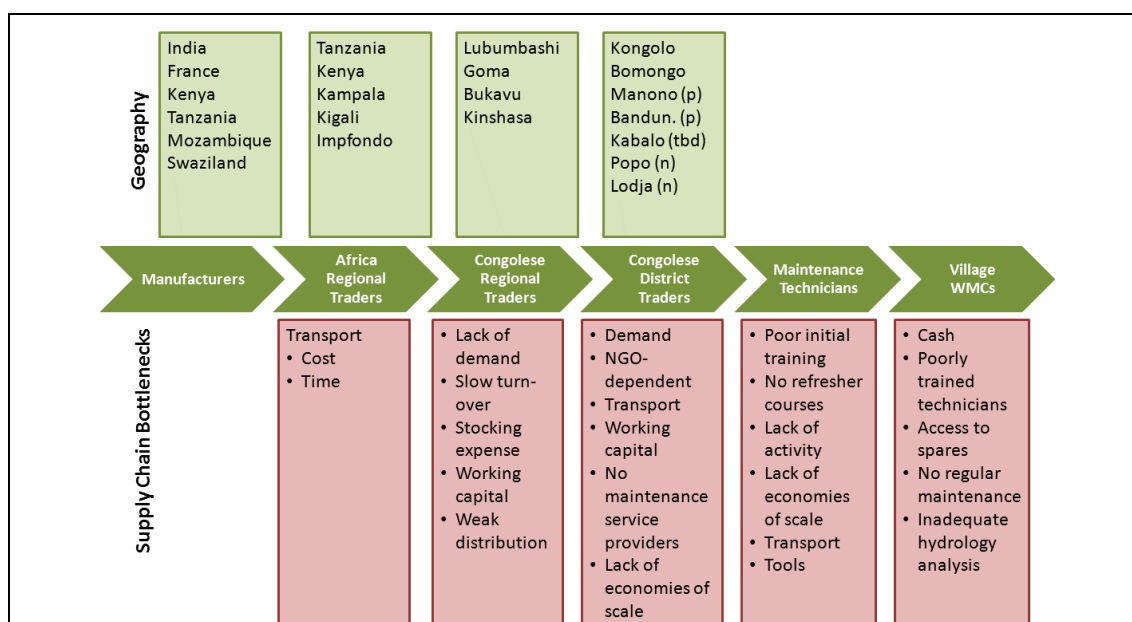 Geography
India
France
Kenya
Tanzania
Mozambique
Swaziland
Tanzania
Kenya
Kampala
Kigali
Impfondo
Lubumbashi
Goma
Bukavu
Kinshasa
Kongolo
Bomongo
Manono (p)
Bandun. (p)
Kabalo (tbd)
Popo (n)
Lodja (n)
Manufacturers
Africa
Regional
Traders
Congolese
Regional
Traders
Congolese
District
Traders
Maintenance
Technicians
Village
WMCs
Supply Chain Bottlenecks
Transport
• Cost
• Time
• Lack of
demand
• Slow turn-
over
• Stocking
expense
• Working
capital
• Weak
distribution
• Demand
• NGO-
dependent
• Transport
• Working
capital
• No
maintenance
service
providers
• Lack of
economies of
scale
• Poor initial
training
• No refresher
courses
• Lack of
activity
• Lack of
economies
of scale
• Transport
• Tools
• Cash
• Poorly
trained
technicians
• Access to
spares
• No regular
maintenance
• Inadequate
hydrology
analysis